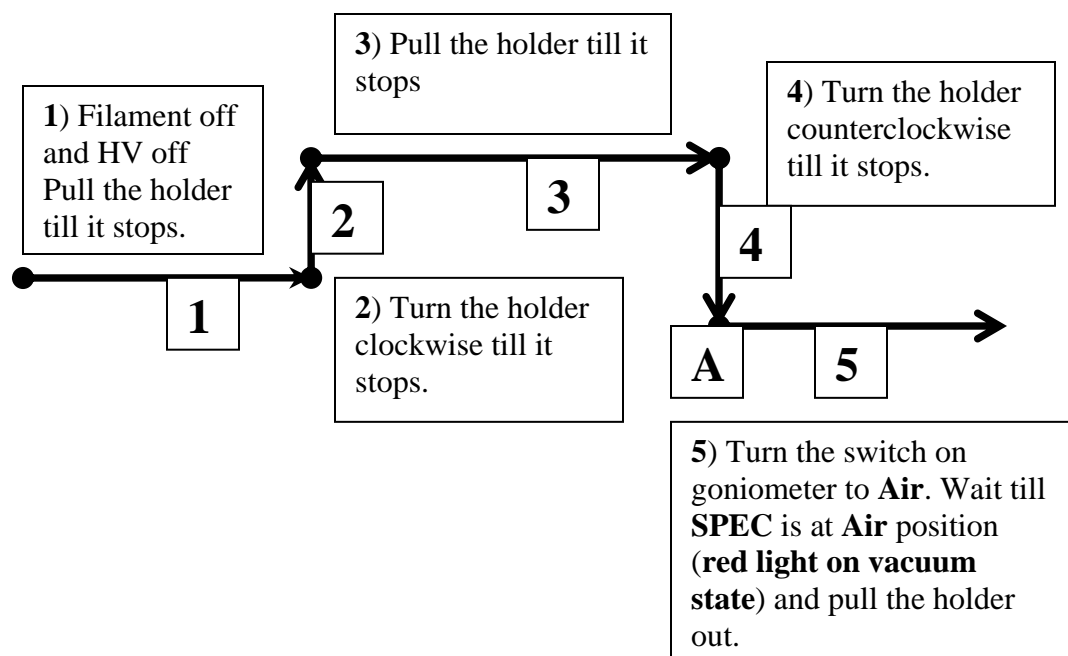 1) Filament off
and HV off
Pull the holder
till it stops.
3) Pull the holder till it
stops
4) Turn the holder
counterclockwise
till it stops.
2
3
4
1
2) Turn the holder
clockwise till it
stops.
A
5
5) Turn the switch on
goniometer to Air. Wait till
SPEC is at Air position
(red light on vacuum
state) and pull the holder
out.